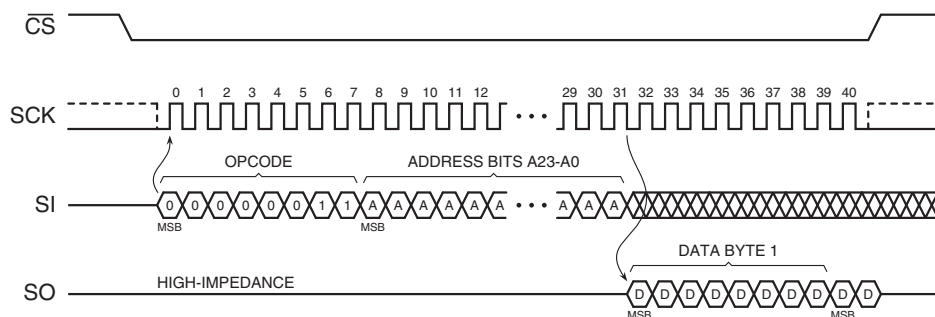 CS
0 1 2 3 4 5 6 7 8 9 10 11 12 29 30 31 32 33 34 35 36 37 38 39 40
SCK
OPCODE ADDRESS BITS A23-A0
SI 0 0 0 0 0 0 1 1 A A A A A A A A A
MSB MSB
DATA BYTE 1
SO HIGH-IMPEDANCE D D D D D D D D D D
MSB MSB